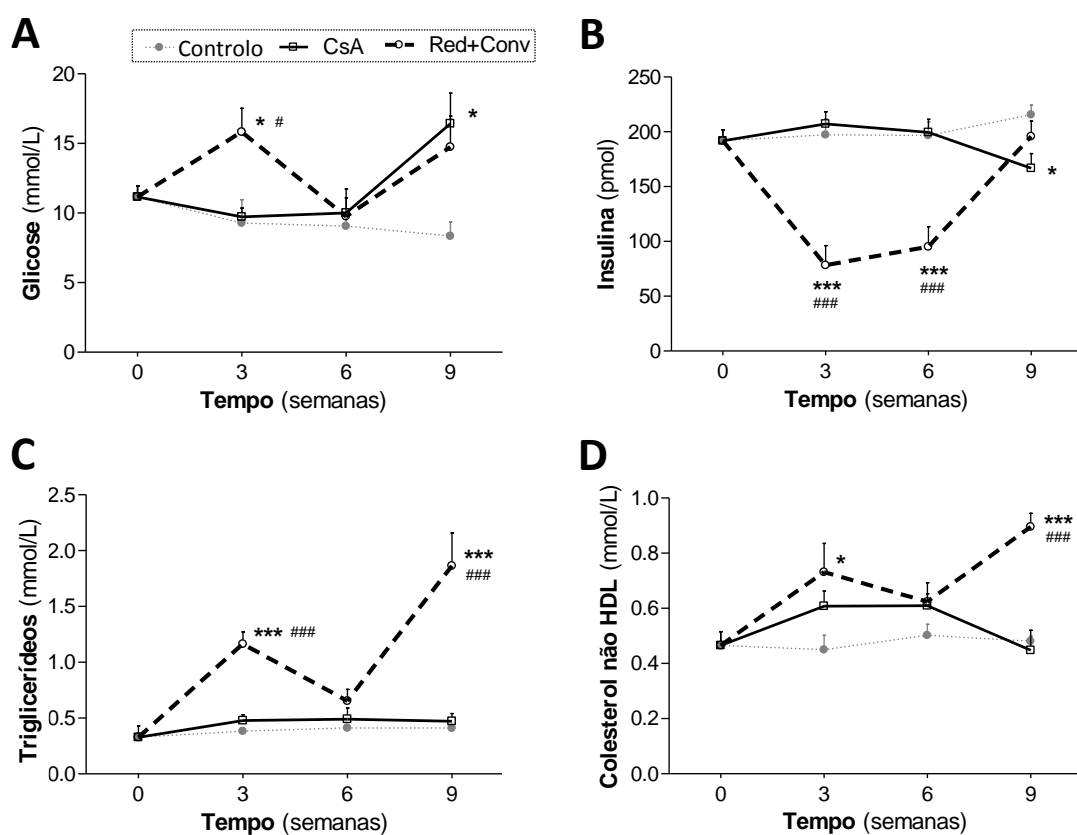 A
Controlo CsA Red+Conv
20
15
10
5
0
Glicose (mmol/L)
* #
*
0 3 6 9
Tempo (semanas)
B
250
200
150
100
50
0
Insulina (pmol)
***
###
***
###
*
0 3 6 9
Tempo (semanas)
C
2.5
2.0
1.5
1.0
0.5
0.0
Triglicerídeos (mmol/L)
*** ###
***
###
0 3 6 9
Tempo (semanas)
D
1.0
0.8
0.6
0.4
0.2
0.0
Colesterol não HDL (mmol/L)
*
***
###
0 3 6 9
Tempo (semanas)